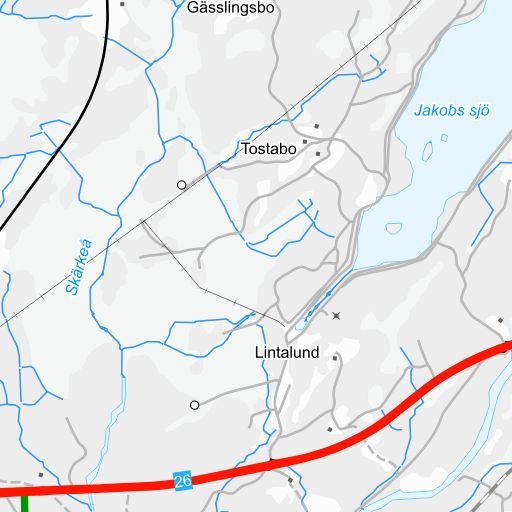 Gässlingsbo
Jakobs sjö
Tostabo
Skärkeå
Lintalund
26